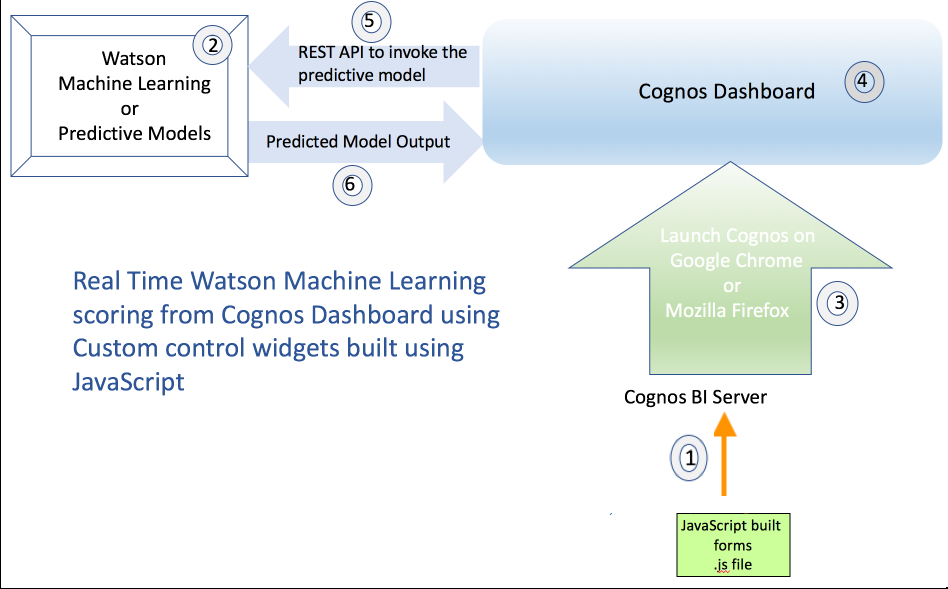 ②
Watson
Machine Learning
or
Predictive Models
⑤
REST API to invoke the
predictive model
Predicted Model Output
⑥
Cognos Dashboard
④
Launch Cognos on
Google Chrome
or
Mozilla Firefox
③
Real Time Watson Machine Learning
scoring from Cognos Dashboard using
Custom control widgets built using
JavaScript
Cognos BI Server
①
JavaScript built
forms
.js file